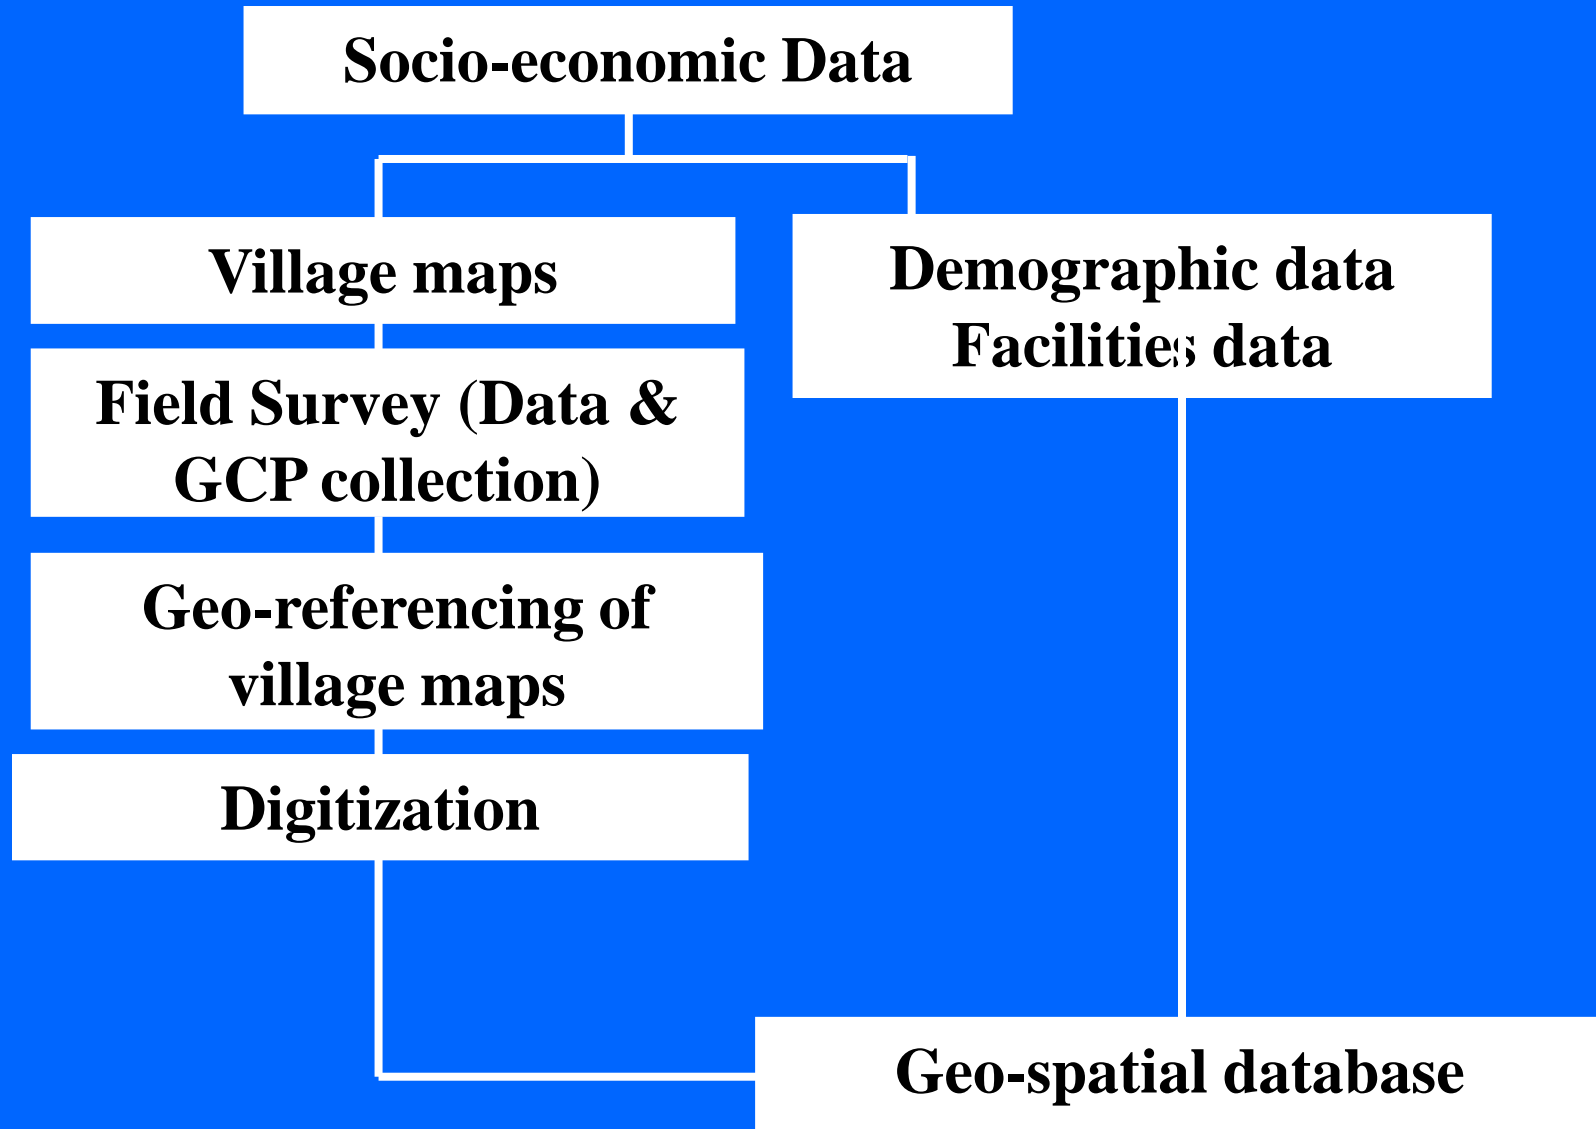 Socio-economic Data
Village maps
Demographic data
Facilities data
Field Survey (Data &
GCP collection)
Geo-referencing of
village maps
Digitization
Geo-spatial database